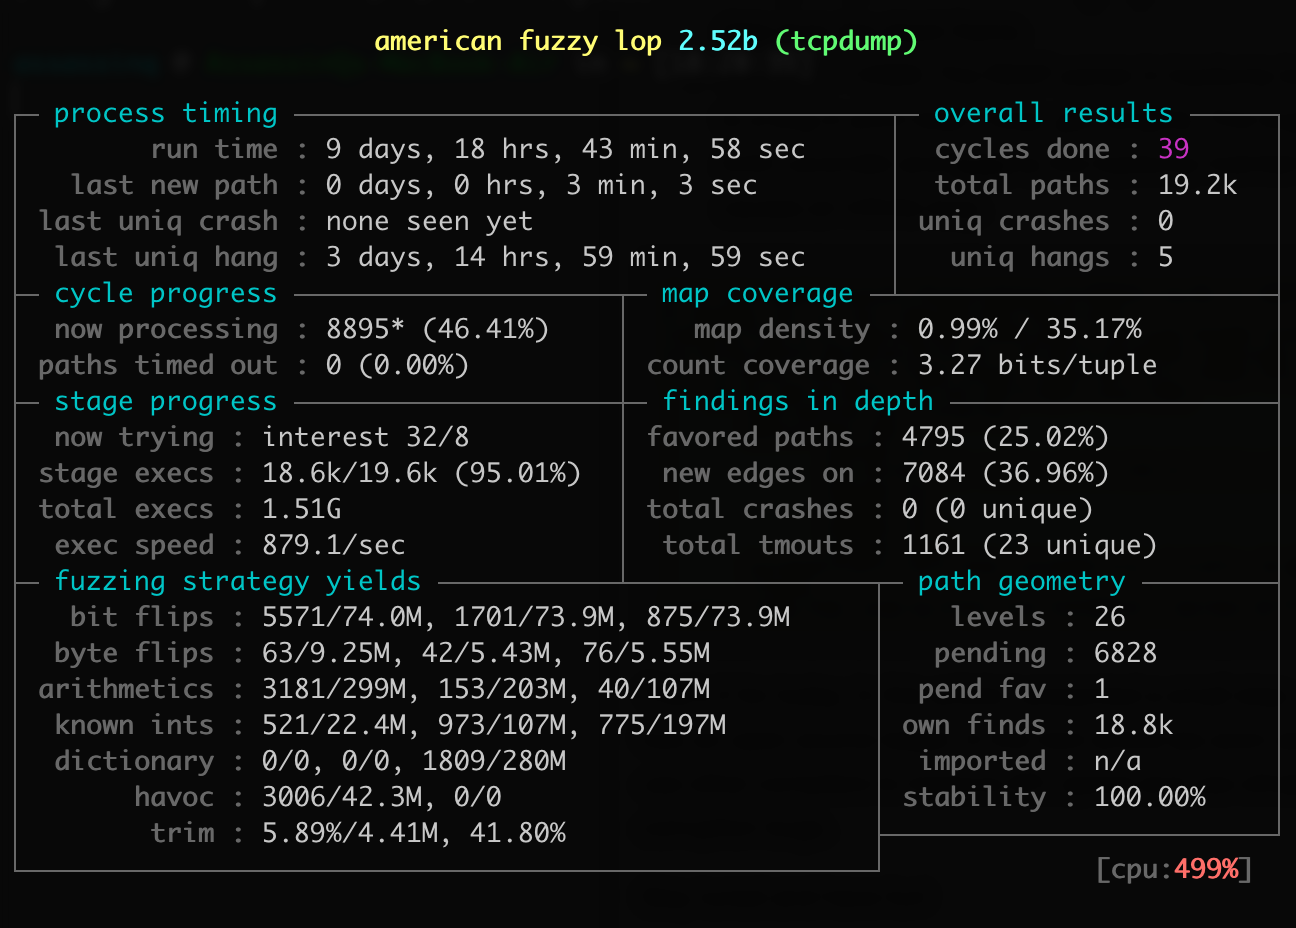 american fuzzy lop 2.52b (tcpdump)
process timing overall results
run time : 9 days, 18 hrs, 43 min, 58 sec cycles done : 39
last new path : 0 days, 0 hrs, 3 min, 3 sec total paths : 19.2k
last uniq crash : none seen yet uniq crashes : 0
last uniq hang : 3 days, 14 hrs, 59 min, 59 sec uniq hangs : 5
cycle progress map coverage
now processing : 8895* (46.41%) map density : 0.99% / 35.17%
paths timed out : 0 (0.00%) count coverage : 3.27 bits/tuple
stage progress findings in depth
now trying : interest 32/8 favored paths : 4795 (25.02%)
stage execs : 18.6k/19.6k (95.01%) new edges on : 7084 (36.96%)
total execs : 1.51G total crashes : 0 (0 unique)
exec speed : 879.1/sec total tmouts : 1161 (23 unique)
fuzzing strategy yields path geometry
bit flips : 5571/74.0M, 1701/73.9M, 875/73.9M levels : 26
byte flips : 63/9.25M, 42/5.43M, 76/5.55M pending : 6828
arithmetics : 3181/299M, 153/203M, 40/107M pend fav : 1
known ints : 521/22.4M, 973/107M, 775/197M own finds : 18.8k
dictionary : 0/0, 0/0, 1809/280M imported : n/a
havoc : 3006/42.3M, 0/0 stability : 100.00%
trim : 5.89%/4.41M, 41.80%
[cpu:499%]